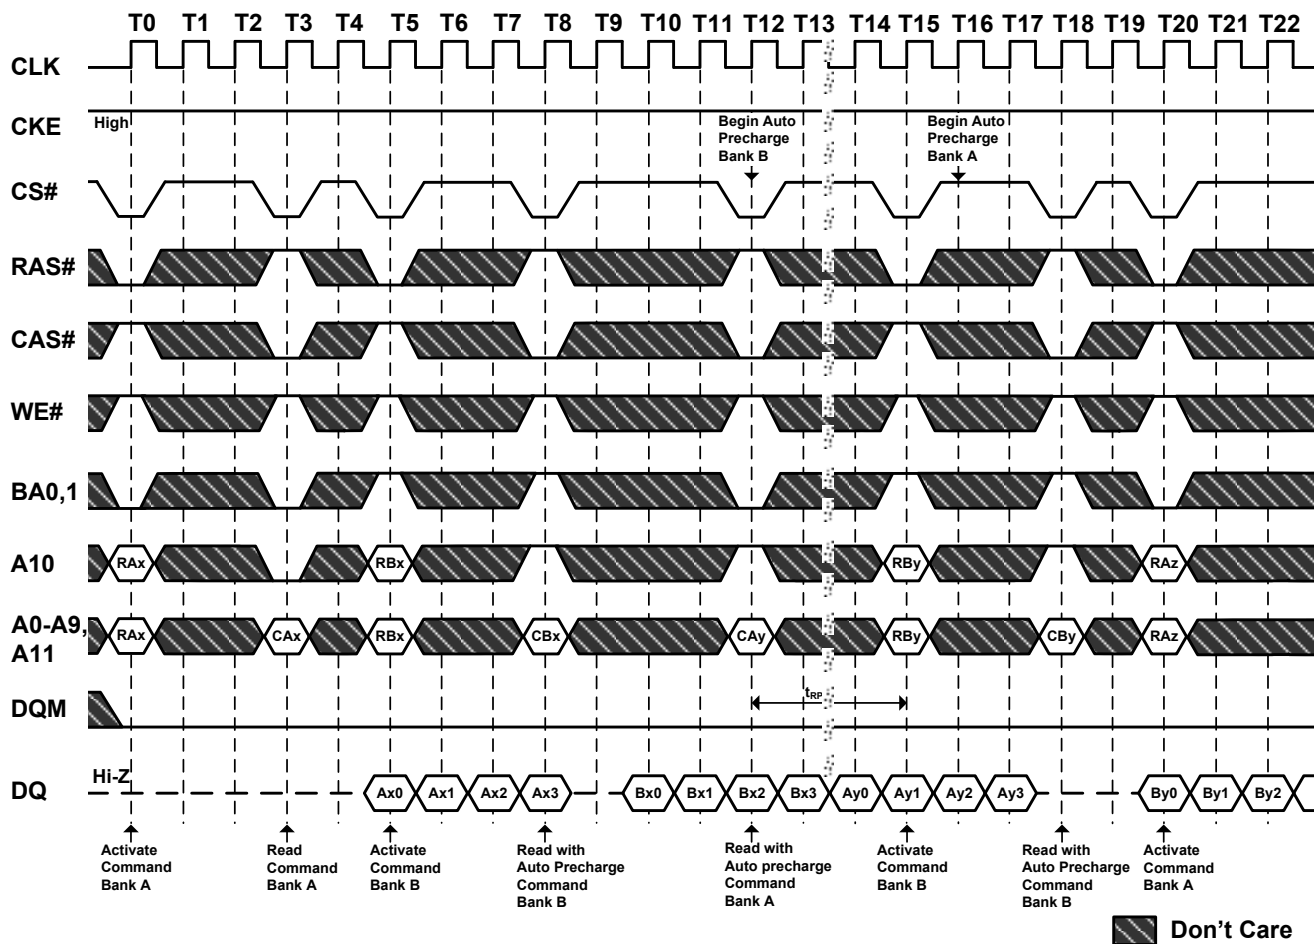 T0 T1 T2 T3 T4 T5 T6 T7 T8 T9 T10 T11 T12 T13 T14 T15 T16 T17 T18 T19 T20 T21 T22
CLK
CKE
High
Begin Auto
Precharge
Bank B
Begin Auto
Precharge
Bank A
CS#
RAS#
CAS#
WE#
BA0,1
A10
RAx RBx RBy RAz
A0-A9,
A11
RAx CAx RBx CBx CAy RBy CBy RAz
DQM
tRP
DQ
Hi-Z
Ax0 Ax1 Ax2 Ax3 Bx0 Bx1 Bx2 Bx3 Ay0 Ay1 Ay2 Ay3 By0 By1 By2
Activate
Command
Bank A
Read
Command
Bank A
Activate
Command
Bank B
Read with
Auto Precharge
Command
Bank B
Read with
Auto precharge
Command
Bank A
Activate
Command
Bank B
Read with
Auto Precharge
Command
Bank B
Activate
Command
Bank A
Don't Care